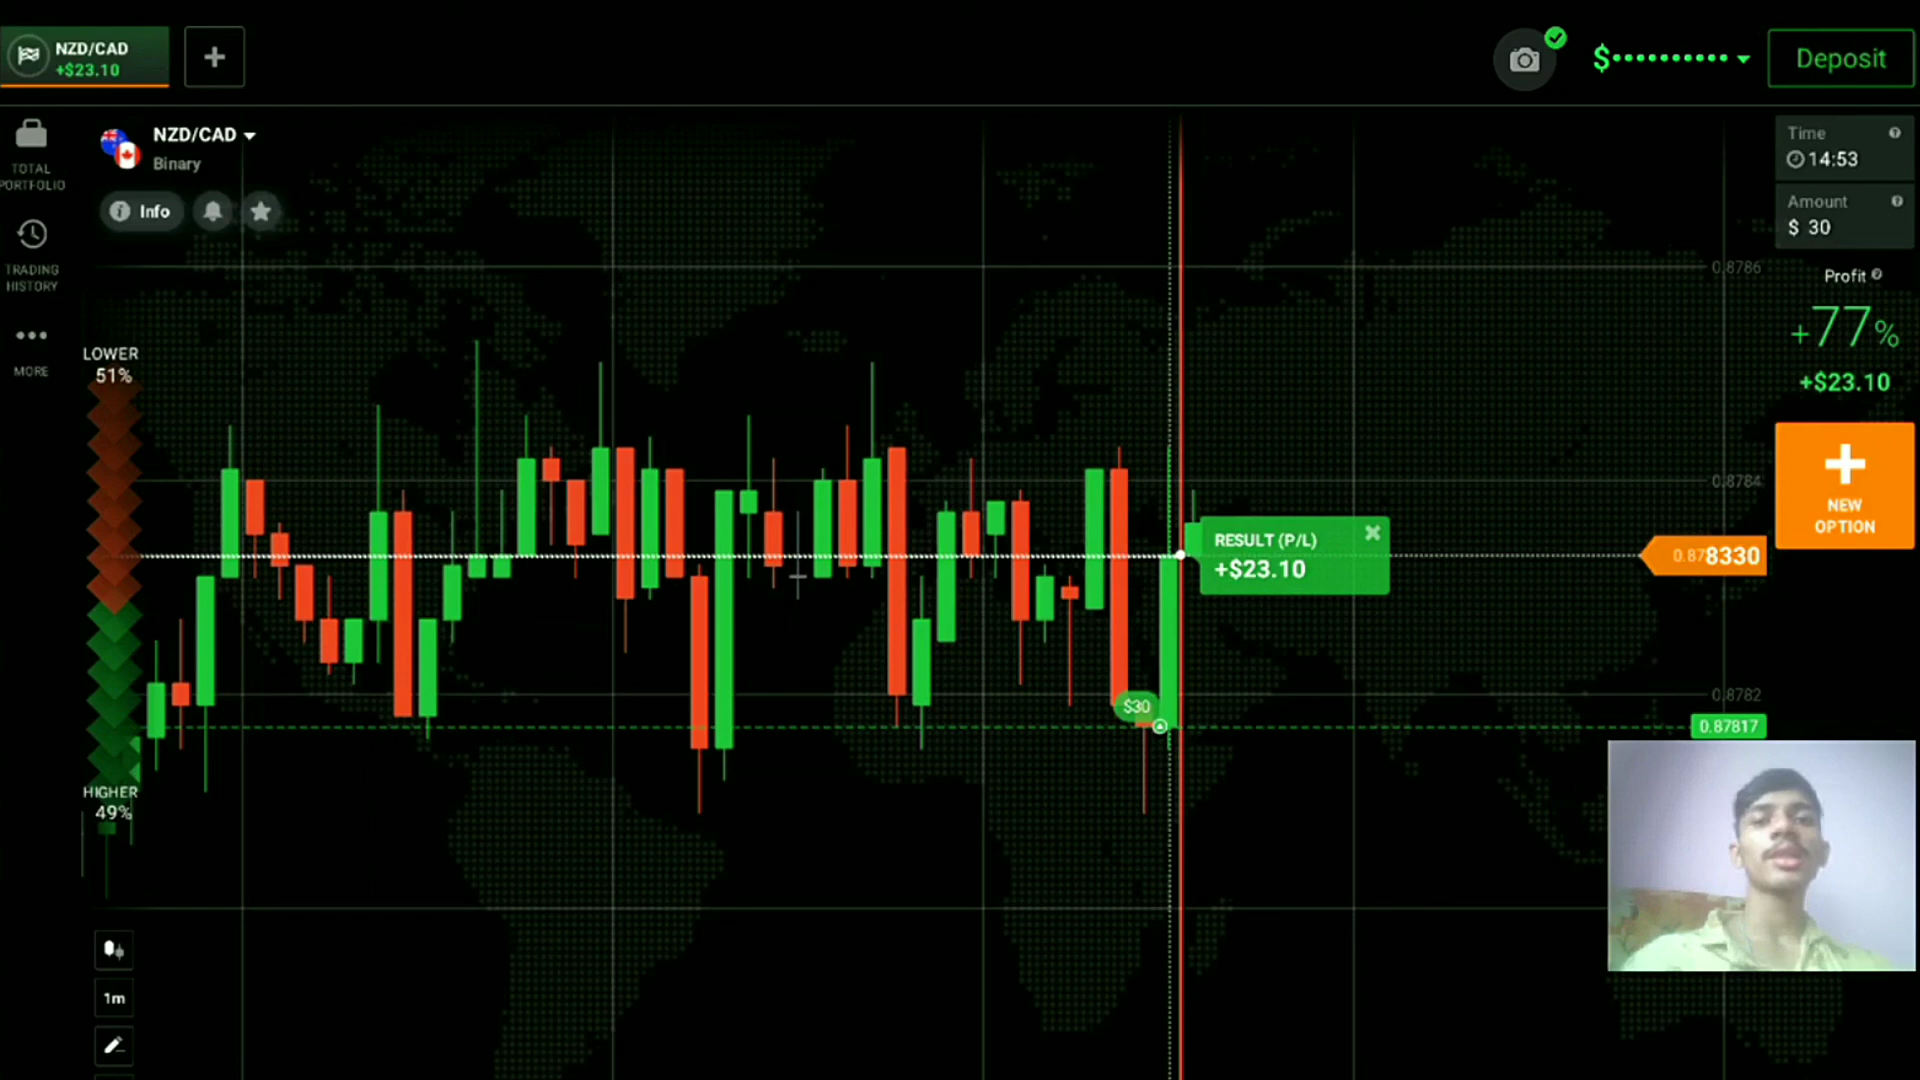 NZD/CAD
+$23.10
$
Deposit
TOTAL
PORTFOLIO
NZD/CAD
Binary
Info
TRADING
HISTORY
MORE
LOWER
51%
HIGHER
49%
1m
Time
14:53
Amount
$ 30
Profit
+77%
+$23.10
NEW
OPTION
0.8786
0.8784
0.878330
0.8782
0.87817
RESULT (P/L)
+$23.10
$30